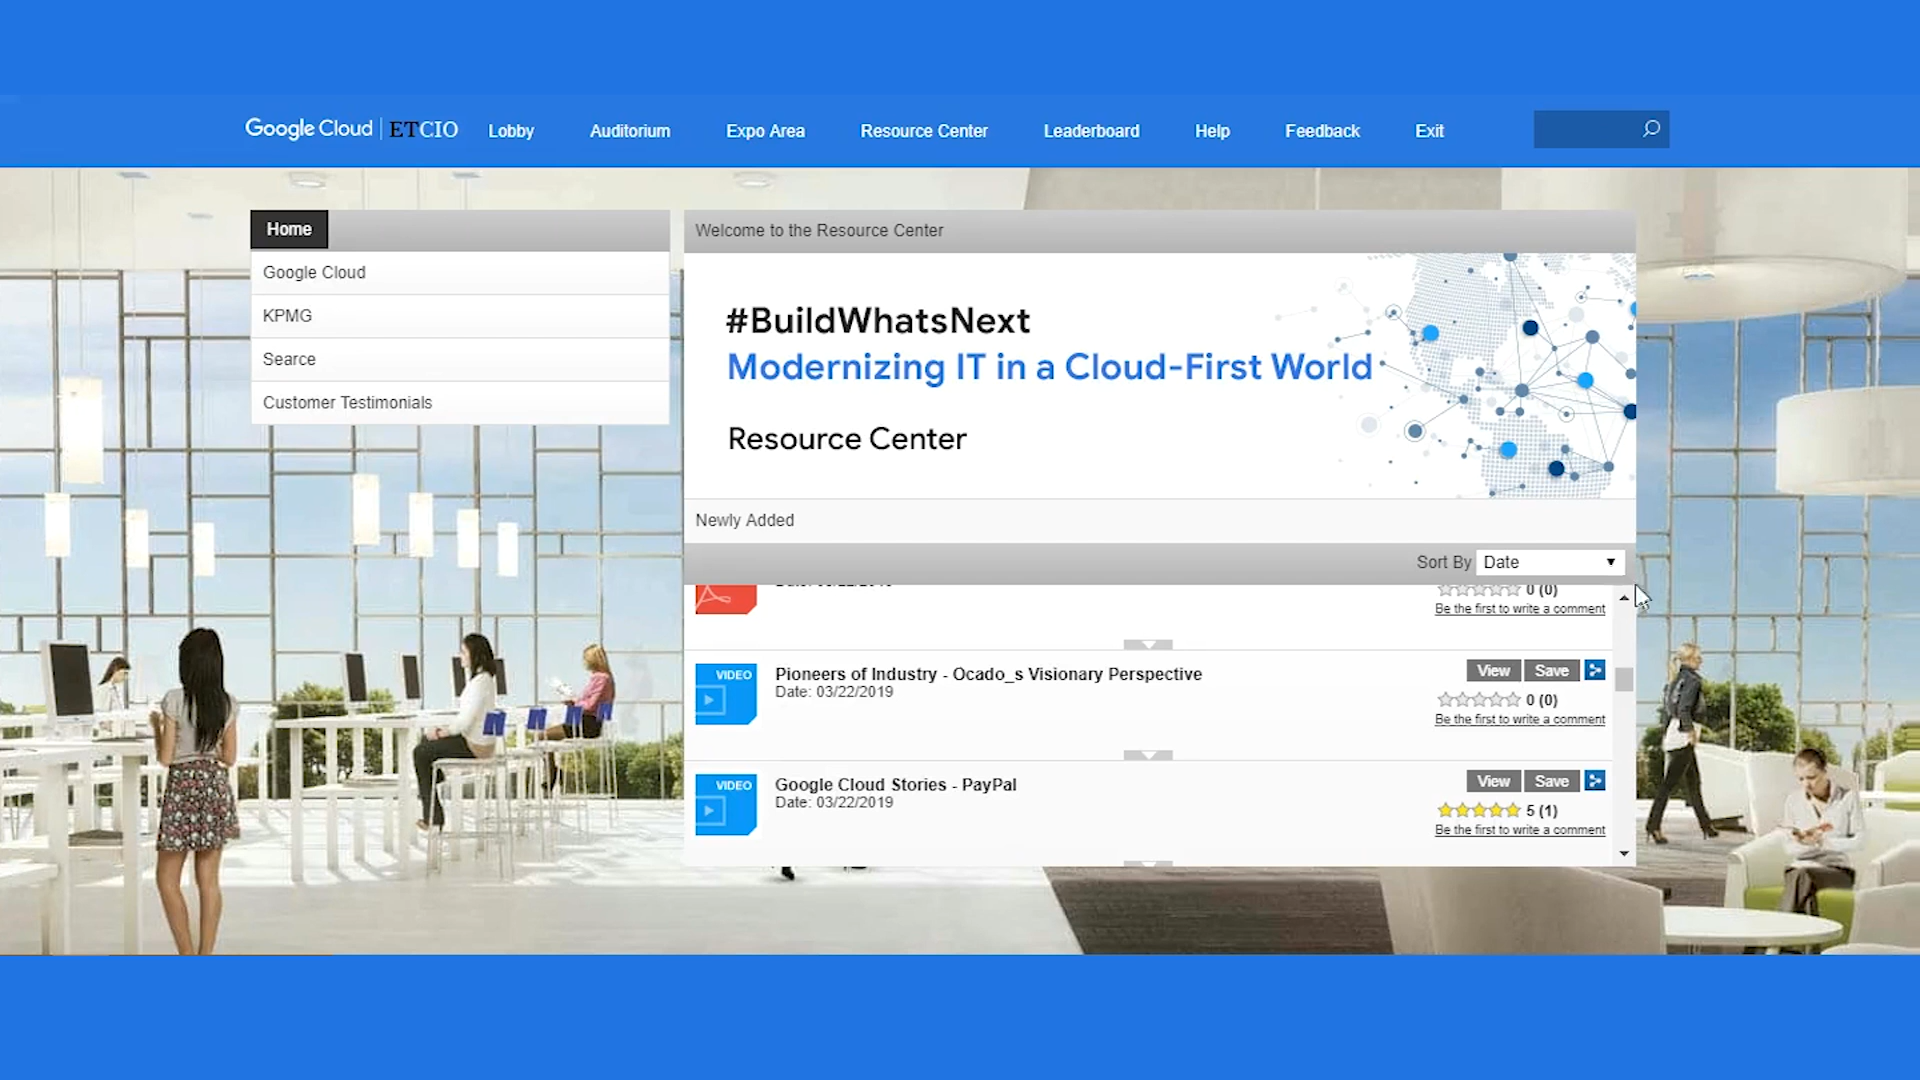 Google Cloud | ETCIO
Lobby
Auditorium
Expo Area
Resource Center
Leaderboard
Help
Feedback
Exit
Home
Google Cloud
KPMG
Searce
Customer Testimonials
Welcome to the Resource Center
#BuildWhatsNext
Modernizing IT in a Cloud-First World
Resource Center
Newly Added
Sort By Date
0 (0)
Be the first to write a comment
VIDEO
Pioneers of Industry - Ocado_s Visionary Perspective
Date: 03/22/2019
View Save
0 (0)
Be the first to write a comment
VIDEO
Google Cloud Stories - PayPal
Date: 03/22/2019
View Save
5 (1)
Be the first to write a comment